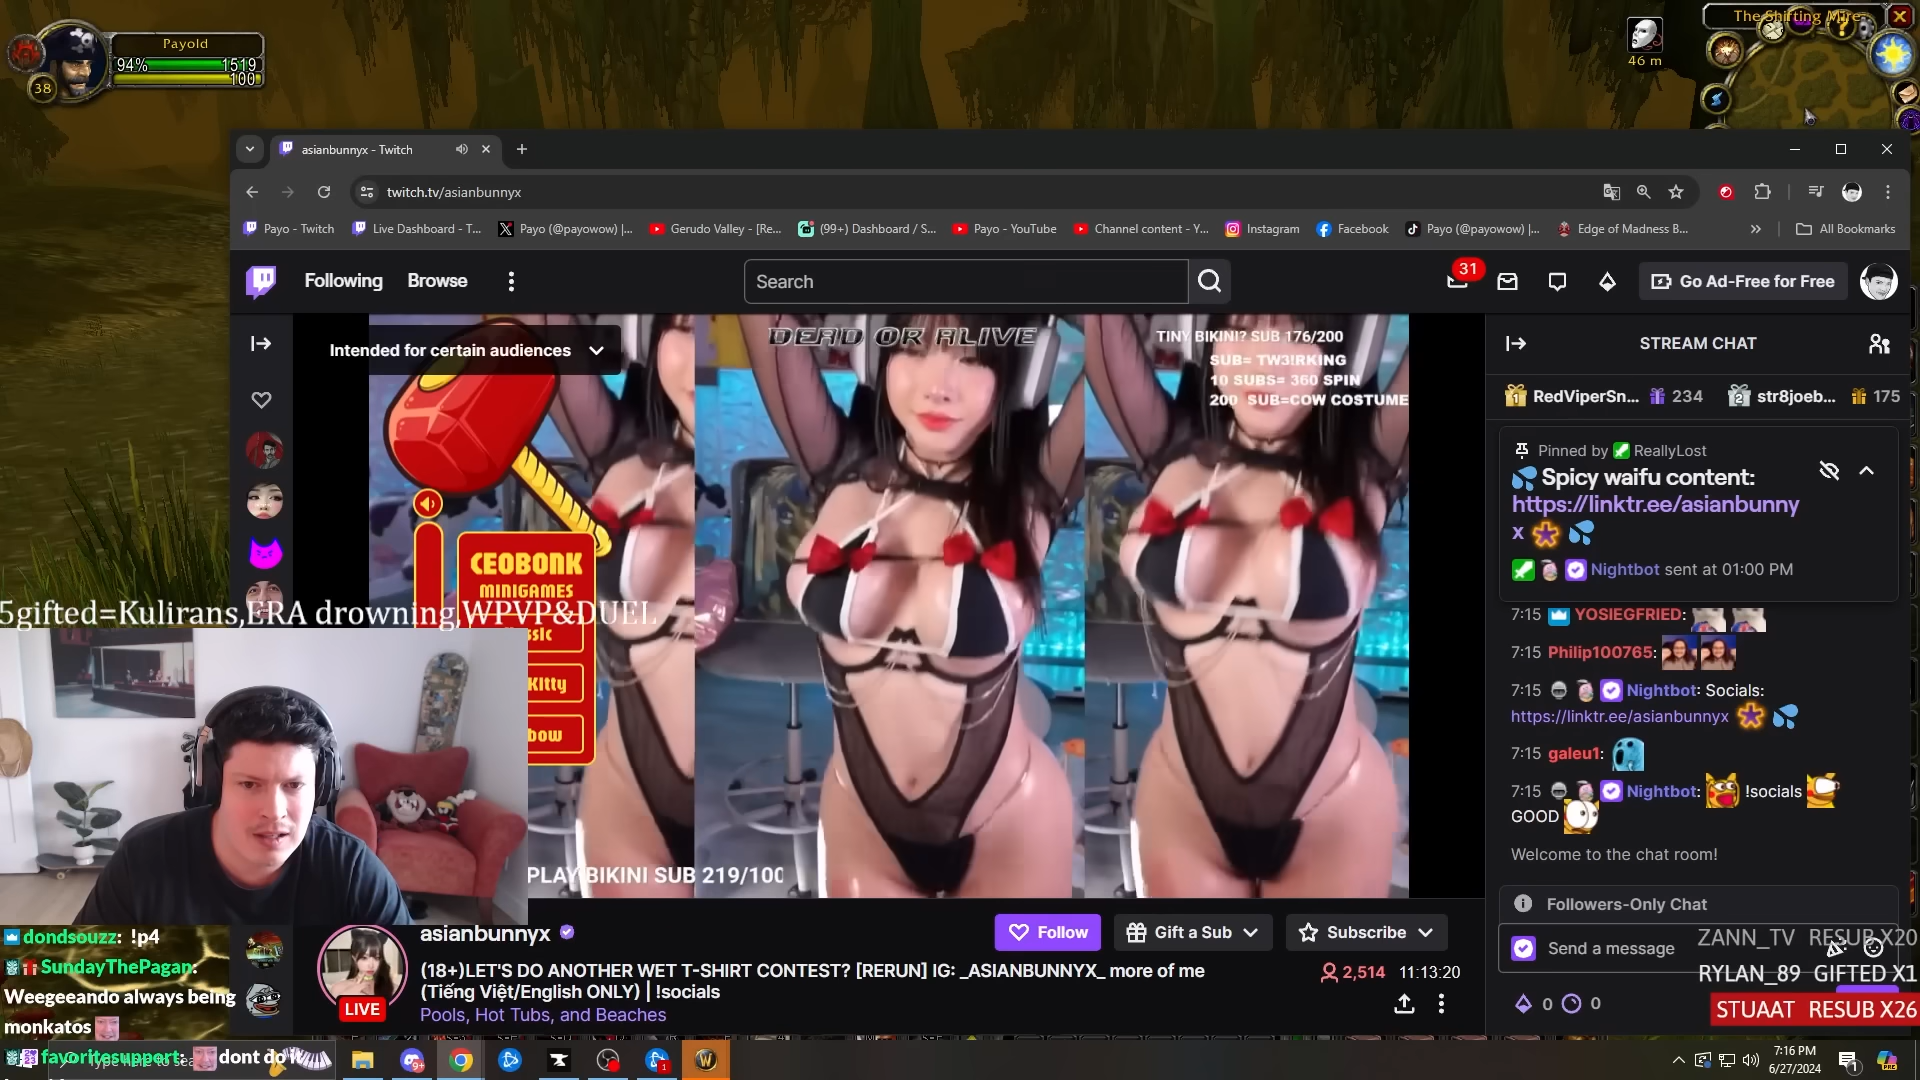 Payold
94%
1519
100
38
The Shifting Mire
46 m
asianbunnyx - Twitch
twitch.tv/asianbunnyx
Payo - Twitch
Live Dashboard - T...
Payo (@payowow) |...
Gerudo Valley - [Re...
(99+) Dashboard / S...
Payo - YouTube
Channel content - Y...
Instagram
Facebook
Payo (@payowow) |...
Edge of Madness B...
All Bookmarks
Following
Browse
Search
31
Go Ad-Free for Free
Intended for certain audiences
DEAD OR ALIVE
TINY BIKINI? SUB 176/200
SUB= TW3!RKING
10 SUBS= 360 SPIN
200 SUB=COW COSTUME
CEOBONK
MINIGAMES
ssic
KItty
bow
PLAY BIKINI SUB 219/100
5gifted=Kulirans,ERA drowning,WPVP&DUEL
STREAM CHAT
1 RedViperSn... 234
2 str8joeb... 175
Pinned by ReallyLost
Spicy waifu content:
https://linktr.ee/asianbunny
x
Nightbot sent at 01:00 PM
7:15 YOSIEGFRIED:
7:15 Philip100765:
7:15 Nightbot: Socials:
https://linktr.ee/asianbunnyx
7:15 galeu1:
7:15 Nightbot: !socials
GOOD
Welcome to the chat room!
Followers-Only Chat
Send a message
0 0
ZANN_TV RESUB X20
RYLAN_89 GIFTED X1
STUAAT RESUB X26
asianbunnyx
Follow
Gift a Sub
Subscribe
(18+)LET'S DO ANOTHER WET T-SHIRT CONTEST? [RERUN] IG: _ASIANBUNNYX_ more of me
(Tiếng Việt/English ONLY) | !socials
Pools, Hot Tubs, and Beaches
2,514 11:13:20
LIVE
dondsouzz: !p4
SundayThePagan:
Weegeeando always being
monkatos
favoritesupport: dont do
9+
1
7:16 PM
6/27/2024
1